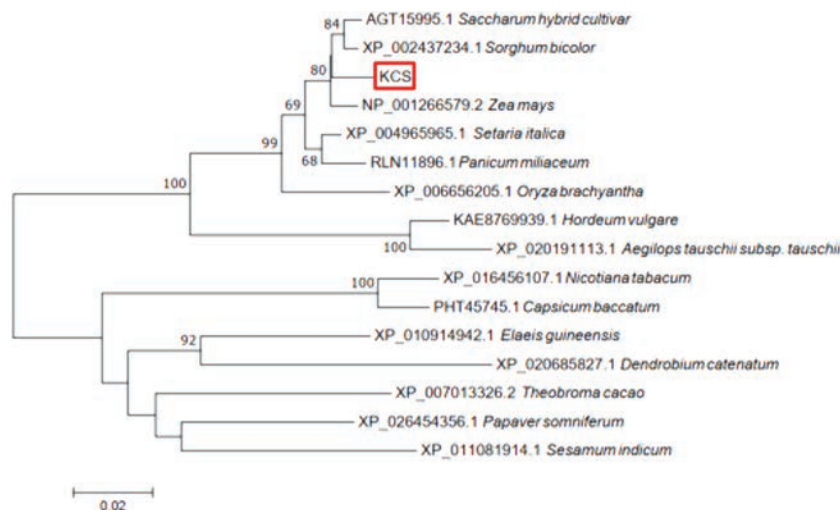 84
AGT15995.1 Saccharum hybrid cultivar
XP_002437234.1 Sorghum bicolor
80
KCS
NP_001266579.2 Zea mays
69
XP_004965965.1 Setaria italica
68
RLN11896.1 Panicum miliaceum
99
XP_006656205.1 Oryza brachyantha
100
KAE8769939.1 Hordeum vulgare
100
XP_020191113.1 Aegilops tauschii subsp. tauschii
XP_016456107.1 Nicotiana tabacum
100
PHT45745.1 Capsicum baccatum
XP_010914942.1 Elaeis guineensis
92
XP_020685827.1 Dendrobium catenatum
XP_007013326.2 Theobroma cacao
XP_026454356.1 Papaver somniferum
XP_011081914.1 Sesamum indicum
0.02